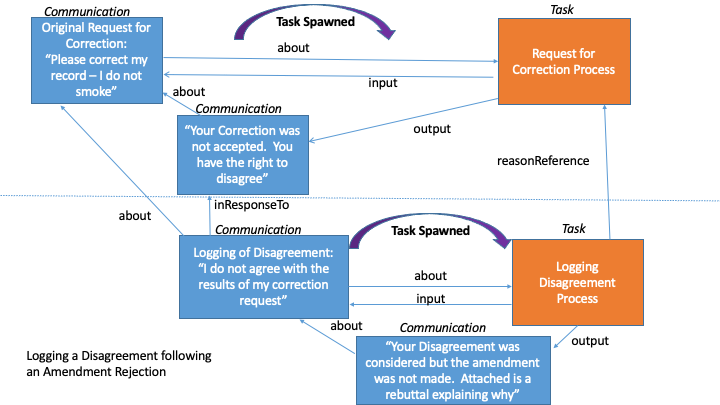 Communication
Task
Original Request for
Correction:
“Please correct my
record – I do not
smoke”
Task Spawned
about
input
Request for
Correction Process
about
Communication
output
“Your Correction was
not accepted.  You
have the right to
disagree”
reasonReference
inResponseTo
about
Communication
Task Spawned
Task
Logging of Disagreement:
“I do not agree with the
results of my correction
request”
about
input
Logging
Disagreement
Process
about
Communication
output
“Your Disagreement was
considered but the amendment
was not made.  Attached is a
rebuttal explaining why”
Logging a Disagreement following
an Amendment Rejection